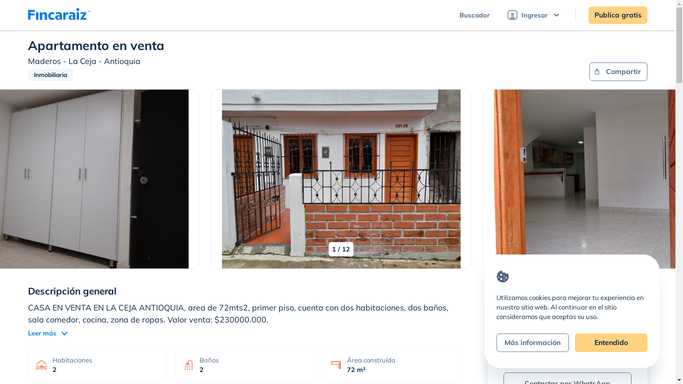 Fincaraiz
Buscador
Ingresar
Publica gratis
Apartamento en venta
Maderos - La Ceja - Antioquia
Inmobiliaria
Compartir
1 / 12
Descripción general
CASA EN VENTA EN LA CEJA ANTIOQUIA, area de 72mts2, primer piso, cuenta con dos habitaciones, dos baños,
sala comedor, cocina, zona de ropas. Valor venta: $230000.000.
Leer más
Habitaciones
2
Baños
2
Área construida
72 m²
Utilizamos cookies para mejorar tu experiencia en
nuestro sitio web. Al continuar en el sitio
consideramos que aceptas su uso.
Más información
Entendido
Contactar por WhatsApp